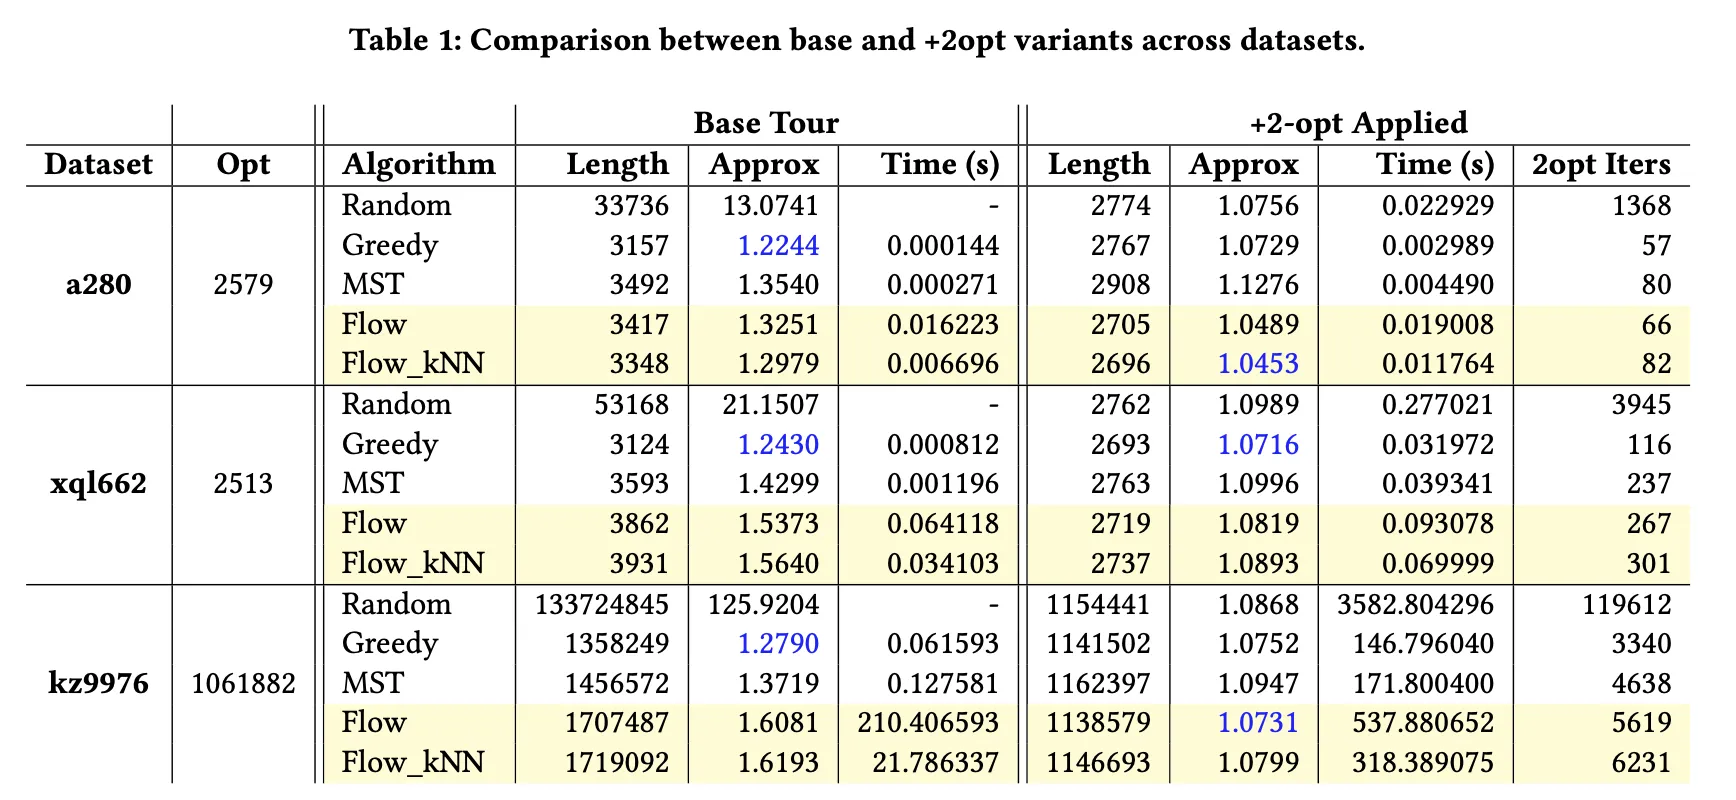 Table 1: Comparison between base and +2opt variants across datasets.
Base Tour +2-opt Applied
Dataset Opt Algorithm Length Approx Time (s) Length Approx Time (s) 2opt Iters
Random 33736 13.0741 - 2774 1.0756 0.022929 1368
Greedy 3157 1.2244 0.000144 2767 1.0729 0.002989 57
a280 2579 MST 3492 1.3540 0.000271 2908 1.1276 0.004490 80
Flow 3417 1.3251 0.016223 2705 1.0489 0.019008 66
Flow_kNN 3348 1.2979 0.006696 2696 1.0453 0.011764 82
Random 53168 21.1507 - 2762 1.0989 0.277021 3945
Greedy 3124 1.2430 0.000812 2693 1.0716 0.031972 116
xql662 2513 MST 3593 1.4299 0.001196 2763 1.0996 0.039341 237
Flow 3862 1.5373 0.064118 2719 1.0819 0.093078 267
Flow_kNN 3931 1.5640 0.034103 2737 1.0893 0.069999 301
Random 133724845 125.9204 - 1154441 1.0868 3582.804296 119612
Greedy 1358249 1.2790 0.061593 1141502 1.0752 146.796040 3340
kz9976 1061882 MST 1456572 1.3719 0.127581 1162397 1.0947 171.800400 4638
Flow 1707487 1.6081 210.406593 1138579 1.0731 537.880652 5619
Flow_kNN 1719092 1.6193 21.786337 1146693 1.0799 318.389075 6231